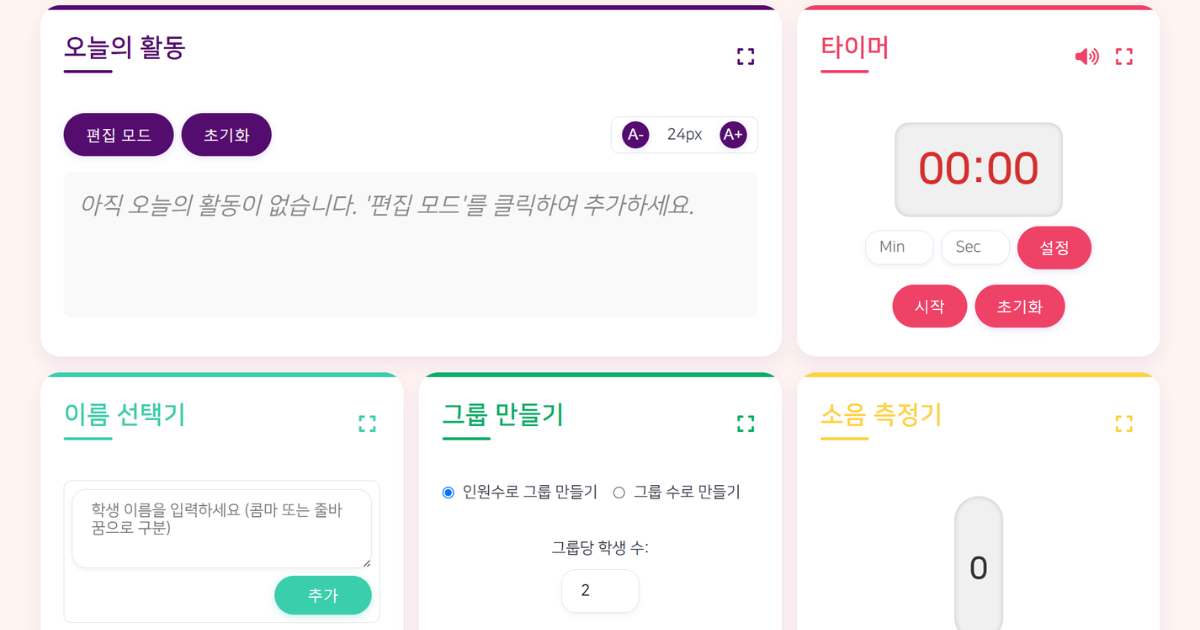 오늘의 활동
편집 모드
초기화
A- 24px A+
아직 오늘의 활동이 없습니다. '편집 모드'를 클릭하여 추가하세요.
타이머
00:00
Min Sec 설정
시작 초기화
이름 선택기
학생 이름을 입력하세요 (콤마 또는 줄바
꿈으로 구분)
추가
그룹 만들기
인원수로 그룹 만들기 그룹 수로 만들기
그룹당 학생 수:
2
소음 측정기
0